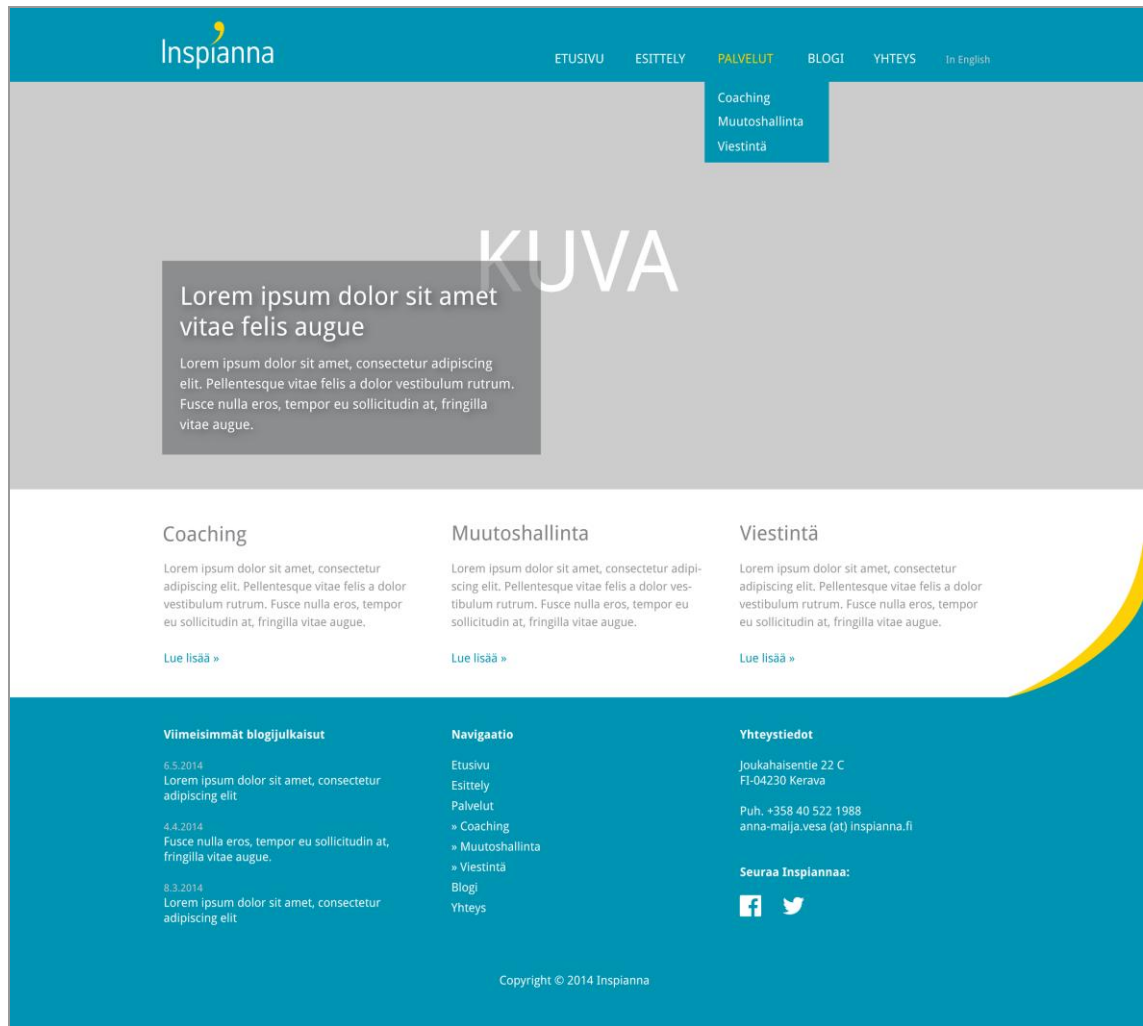 Inspianna
ETUSIVU ESITTELY PALVELUT BLOGI YHTEYS In English
Coaching
Muutoshallinta
Viestintä
KUVA
Lorem ipsum dolor sit amet
vitae felis augue
Lorem ipsum dolor sit amet, consectetur adipiscing
elit. Pellentesque vitae felis a dolor vestibulum rutrum.
Fusce nulla eros, tempor eu sollicitudin at, fringilla
vitae augue.
Coaching
Lorem ipsum dolor sit amet, consectetur
adipiscing elit. Pellentesque vitae felis a dolor
vestibulum rutrum. Fusce nulla eros, tempor
eu sollicitudin at, fringilla vitae augue.
Lue lisää »
Muutoshallinta
Lorem ipsum dolor sit amet, consectetur adipi-
scing elit. Pellentesque vitae felis a dolor ves-
tibulum rutrum. Fusce nulla eros, tempor eu
sollicitudin at, fringilla vitae augue.
Lue lisää »
Viestintä
Lorem ipsum dolor sit amet, consectetur
adipiscing elit. Pellentesque vitae felis a dolor
vestibulum rutrum. Fusce nulla eros, tempor
eu sollicitudin at, fringilla vitae augue.
Lue lisää »
Viimeisimmät blogijulkaisut
6.5.2014
Lorem ipsum dolor sit amet, consectetur
adipiscing elit
4.4.2014
Fusce nulla eros, tempor eu sollicitudin at,
fringilla vitae augue.
8.3.2014
Lorem ipsum dolor sit amet, consectetur
adipiscing elit
Navigaatio
Etusivu
Esittely
Palvelut
» Coaching
» Muutoshallinta
» Viestintä
Blogi
Yhteys
Yhteystiedot
Joukahaisentie 22 C
FI-04230 Kerava
Puh. +358 40 522 1988
anna-maija.vesa (at) inspianna.fi
Seuraa Inspiannaa:
Copyright © 2014 Inspianna